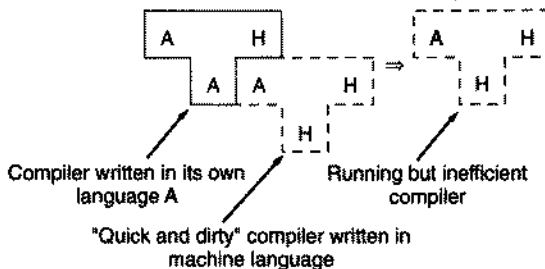 A H A H
A A H ⇒ H
H
Compiler written in its own
language A
Running but inefficient
compiler
"Quick and dirty" compiler written in
machine language